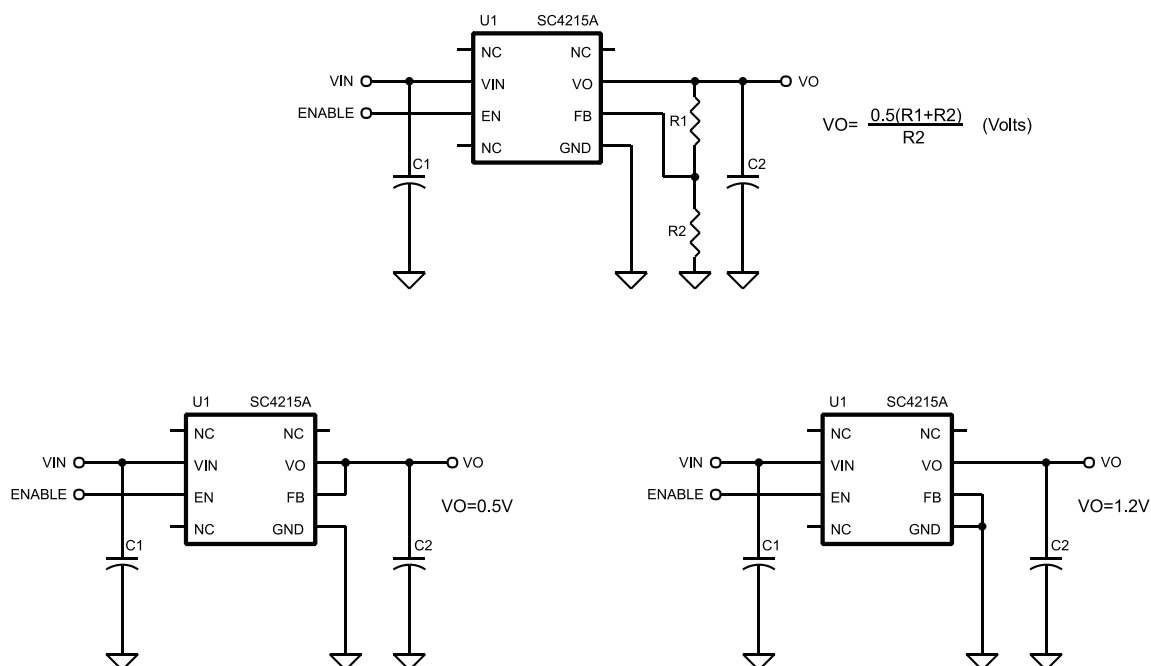 U1 SC4215A
NC NC
VIN VIN VO VO
ENABLE EN FB R1
NC GND
C1 C2
R2
VO= 0.5(R1+R2) (Volts)
R2
U1 SC4215A
NC NC
VIN VIN VO VO
ENABLE EN FB
VO=0.5V
NC GND
C1 C2
U1 SC4215A
NC NC
VIN VIN VO VO
ENABLE EN FB
VO=1.2V
NC GND
C1 C2